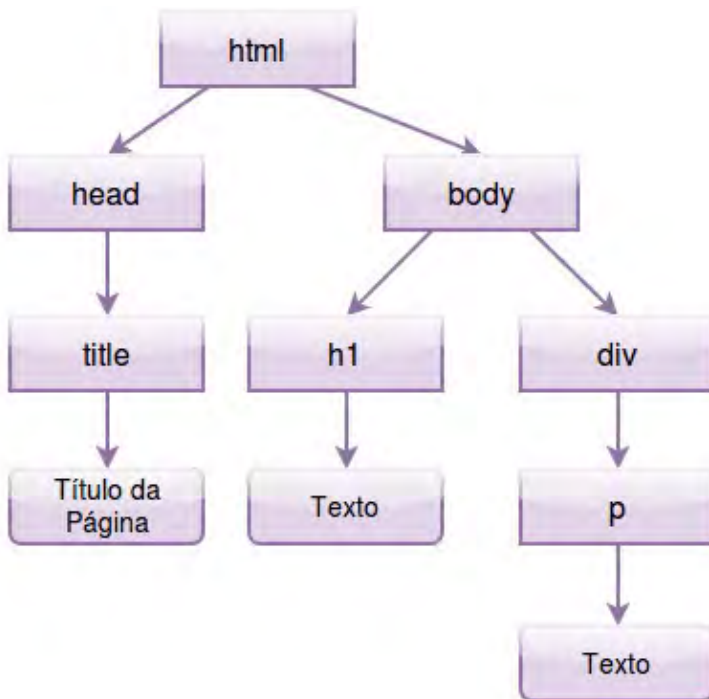 html
head
body
title
h1
div
Título da
Página
Texto
p
Texto